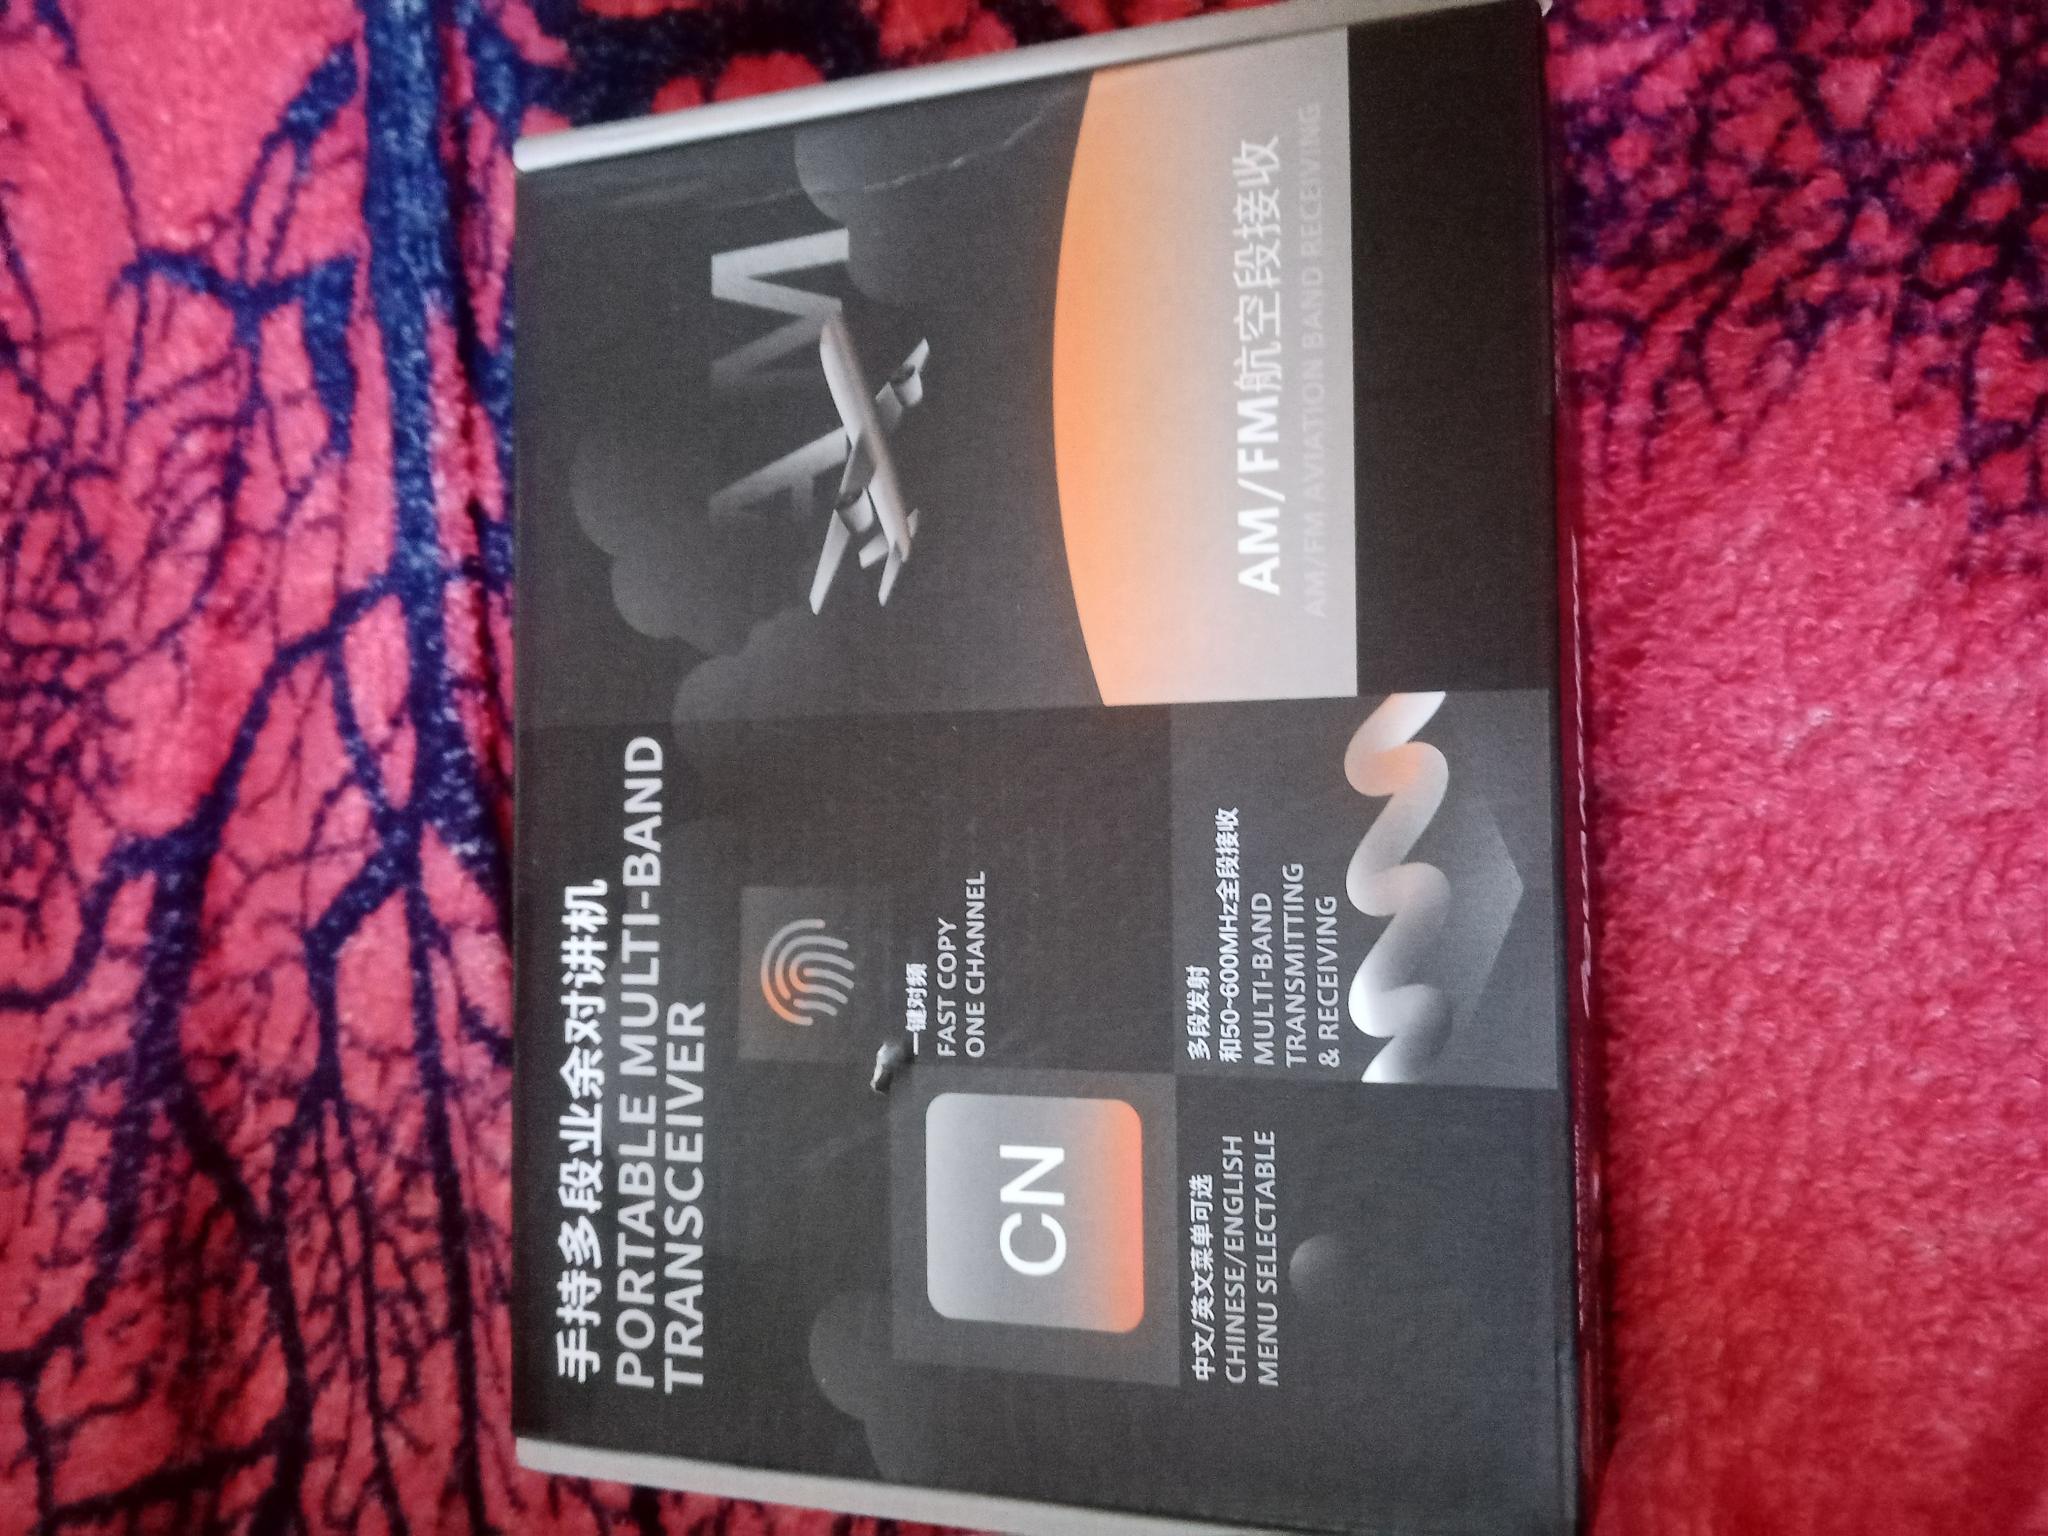 手持多段业余对讲机
PORTABLE MULTI-BAND
TRANSCEIVER
一键对频
FAST COPY
ONE CHANNEL
CN
中文/英文菜单可选
CHINESE/ENGLISH
MENU SELECTABLE
多段发射
和50~600MHz全段接收
MULTI-BAND
TRANSMITTING
& RECEIVING
FM
AM/FM航空段接收
AM/FM AVIATION BAND RECEIVING